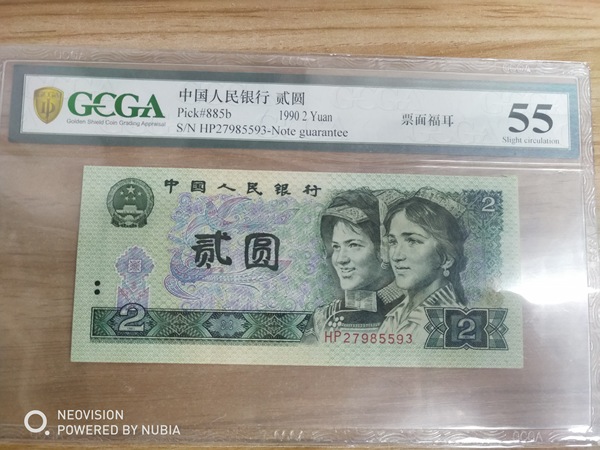 GCGA
Golden Shield Coin Grading Appraisal
中国人民银行 贰圆
Pick#885b 1990 2 Yuan
S/N HP27985593-Note guarantee
票面福耳
55
Slight circulation
中国人民银行
贰圆
2
2
2
HP27985593
NEOVISION
POWERED BY NUBIA
GCGA